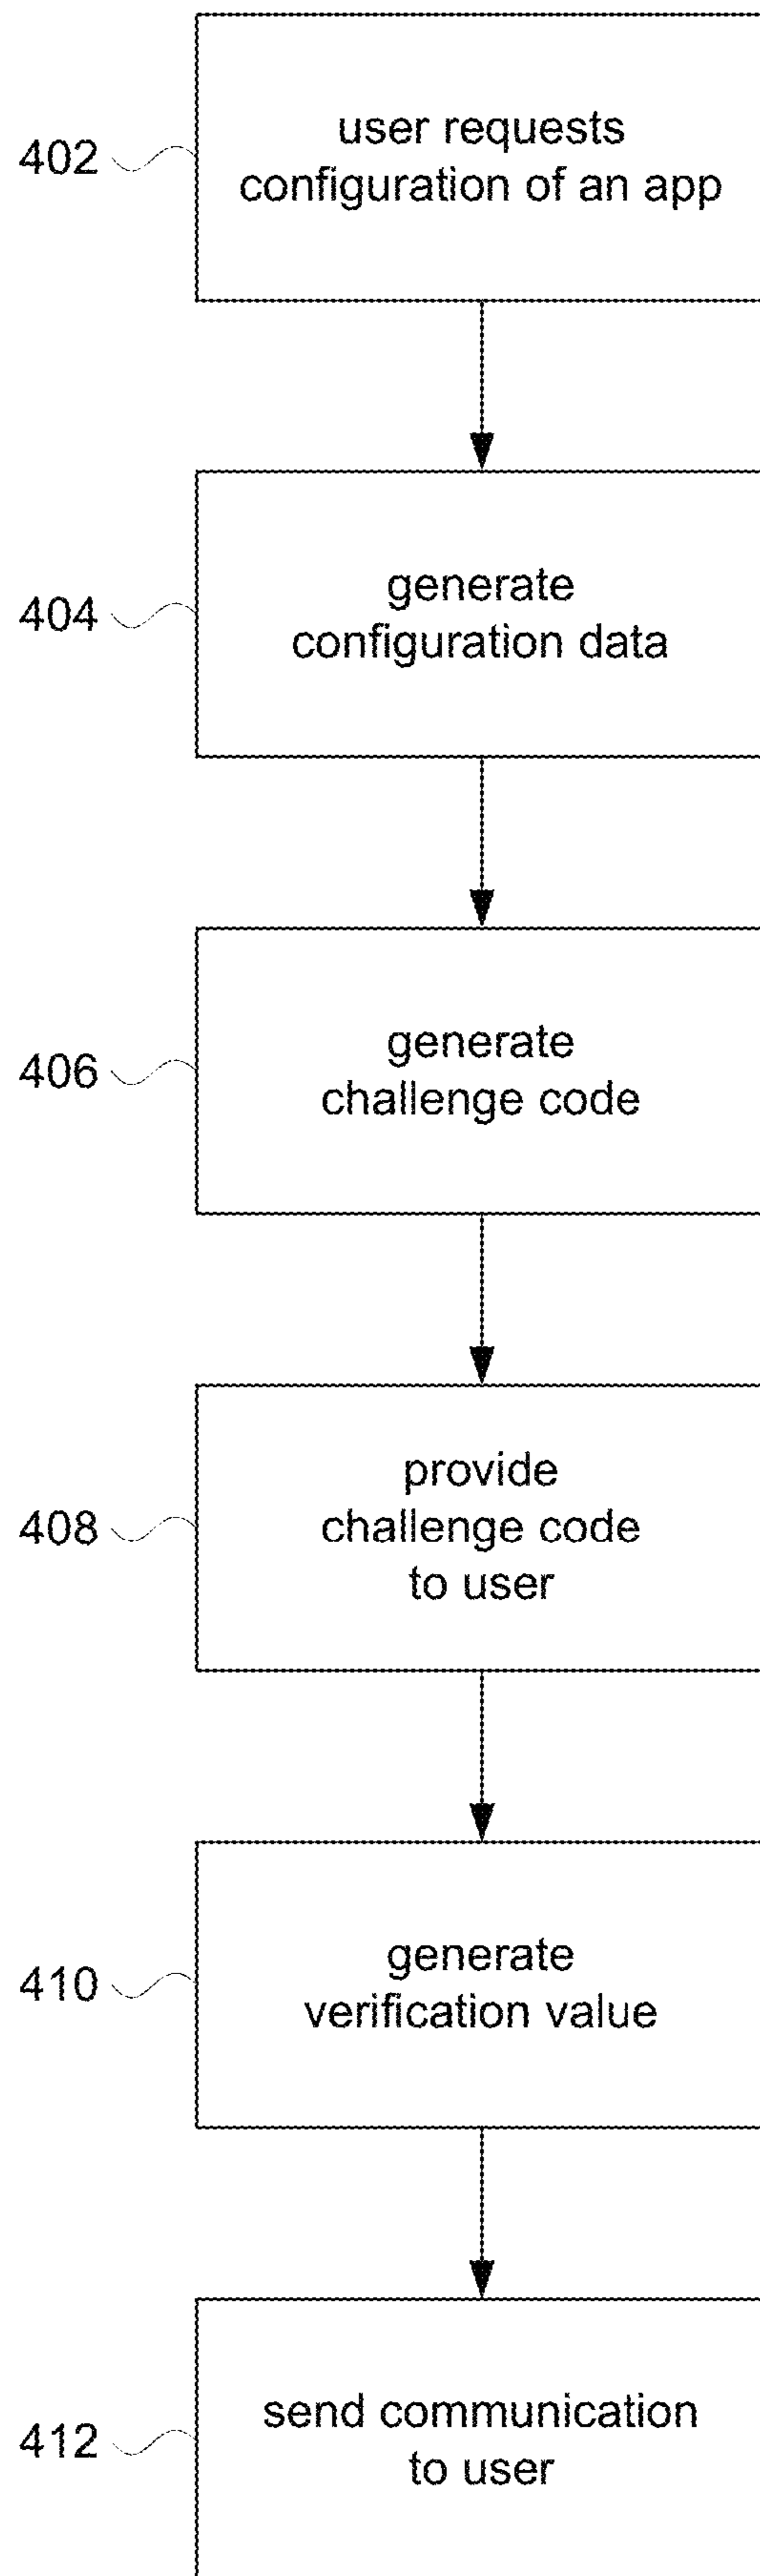 402
user requests
configuration of an app
404
generate
configuration data
406
generate
challenge code
408
provide
challenge code
to user
410
generate
verification value
412
send communication
to user